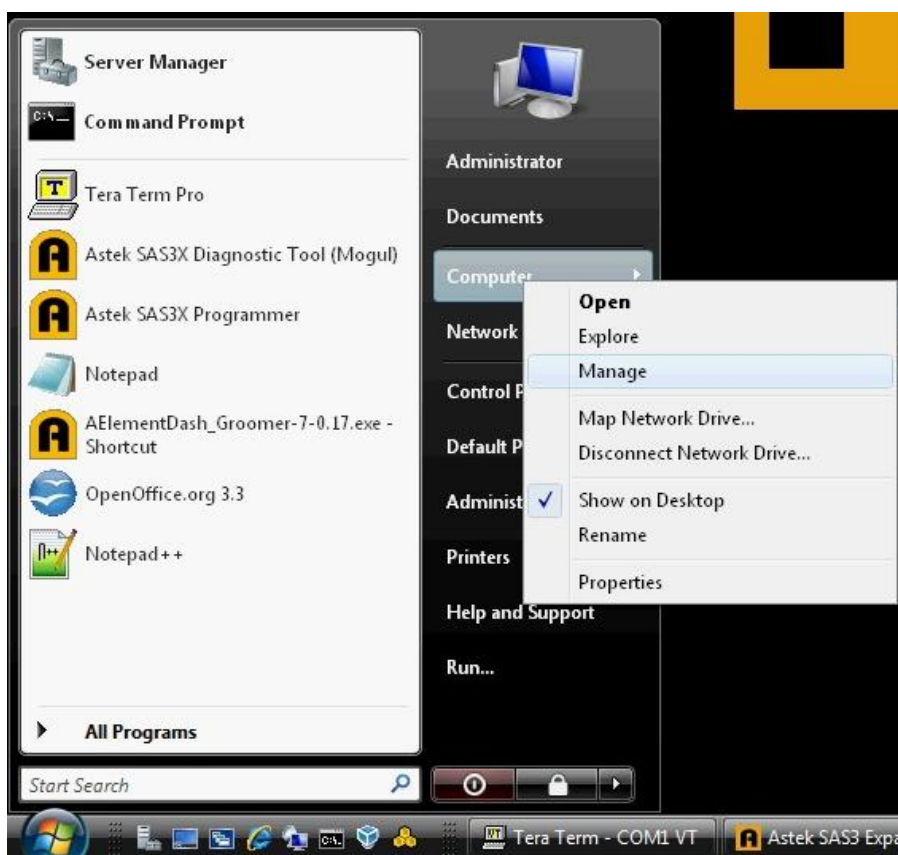 Server Manager
Command Prompt
Tera Term Pro
Astek SAS3X Diagnostic Tool (Mogul)
Astek SAS3X Programmer
Notepad
AElementDash_Groomer-7-0.17.exe -
Shortcut
OpenOffice.org 3.3
Notepad++
All Programs
Start Search
Administrator
Documents
Computer
Network
Control P
Default P
Administ
Printers
Help and Support
Run...
Open
Explore
Manage
Map Network Drive...
Disconnect Network Drive...
Show on Desktop
Rename
Properties
Tera Term - COM1 VT
Astek SAS3 Expa